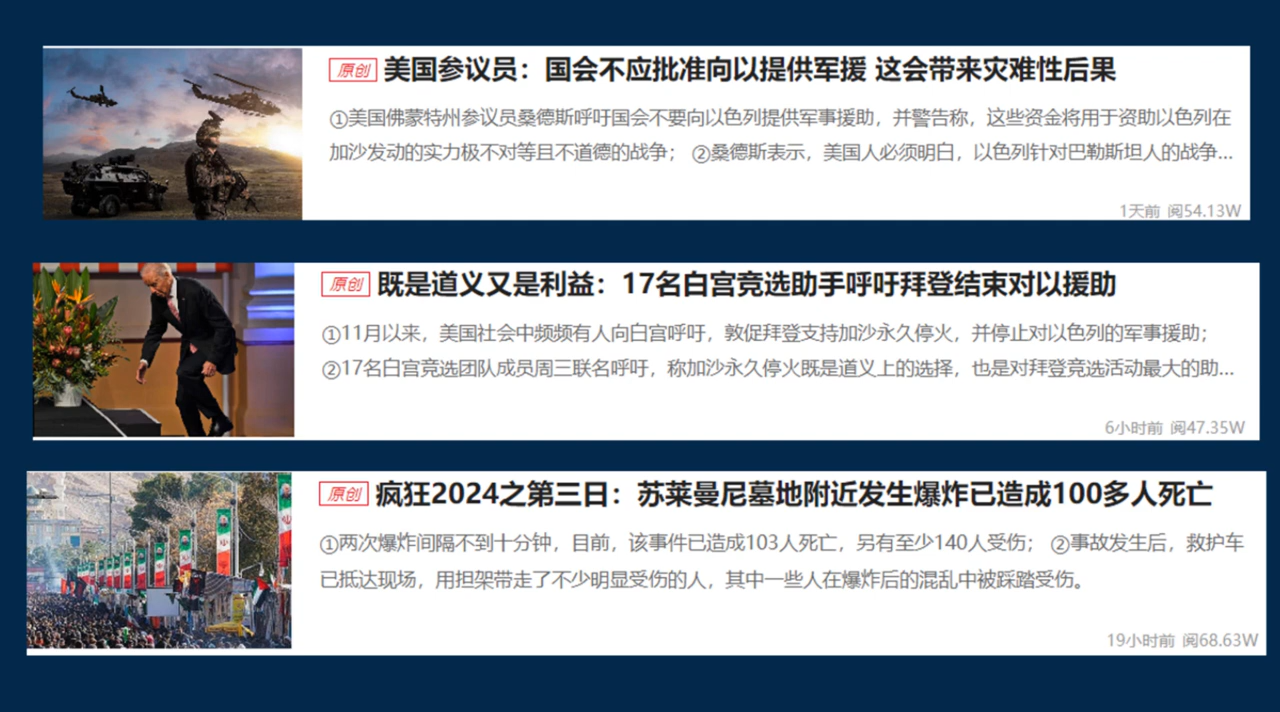 原创 美国参议员：国会不应批准向以提供军援 这会带来灾难性后果
①美国佛蒙特州参议员桑德斯呼吁国会不要向以色列提供军事援助，并警告称，这些资金将用于资助以色列在
加沙发动的实力极不对等且不道德的战争； ②桑德斯表示，美国人必须明白，以色列针对巴勒斯坦人的战争...
1天前 阅54.13W
原创 既是道义又是利益：17名白宫竞选助手呼吁拜登结束对以援助
①11月以来，美国社会中频频有人向白宫呼吁，敦促拜登支持加沙永久停火，并停止对以色列的军事援助；
②17名白宫竞选团队成员周三联名呼吁，称加沙永久停火既是道义上的选择，也是对拜登竞选活动最大的助...
6小时前 阅47.35W
原创 疯狂2024之第三日：苏莱曼尼墓地附近发生爆炸已造成100多人死亡
①两次爆炸间隔不到十分钟，目前，该事件已造成103人死亡，另有至少140人受伤； ②事故发生后，救护车
已抵达现场，用担架带走了不少明显受伤的人，其中一些人在爆炸后的混乱中被踩踏受伤。
19小时前 阅68.63W